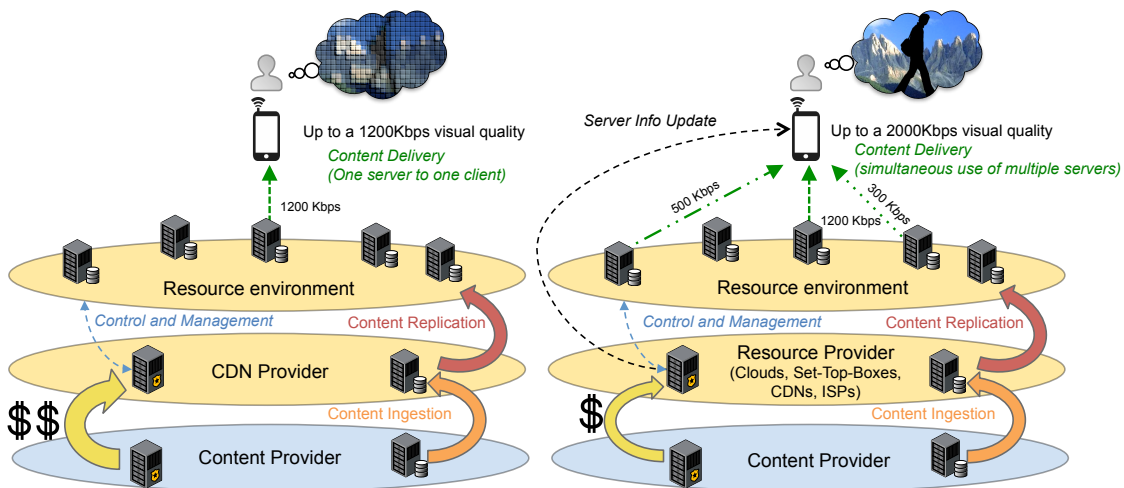 Up to a 1200Kbps visual quality
Content Delivery
(One server to one client)
1200 Kbps
Resource environment
Control and Management
Content Replication
CDN Provider
$$
Content Ingestion
Content Provider
Server Info Update
Up to a 2000Kbps visual quality
Content Delivery
(simultaneous use of multiple servers)
500 Kbps
1200 Kbps
300 Kbps
Resource environment
Control and Management
Content Replication
Resource Provider
(Clouds, Set-Top-Boxes,
CDNs, ISPs)
$
Content Ingestion
Content Provider